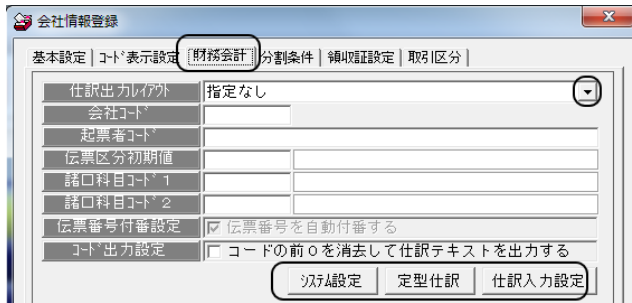 会社情報登録
基本設定 ｺｰﾄﾞ表示設定 財務会計 分割条件 領収証設定 取引区分
仕訳出力ﾚｲｱｳﾄ 指定なし
会社ｺｰﾄﾞ
起票者ｺｰﾄﾞ
伝票区分初期値
諸口科目ｺｰﾄﾞ１
諸口科目ｺｰﾄﾞ２
伝票番号付番設定 伝票番号を自動付番する
ｺｰﾄﾞ出力設定 コードの前０を消去して仕訳テキストを出力する
ｼｽﾃﾑ設定 定型仕訳 仕訳入力設定